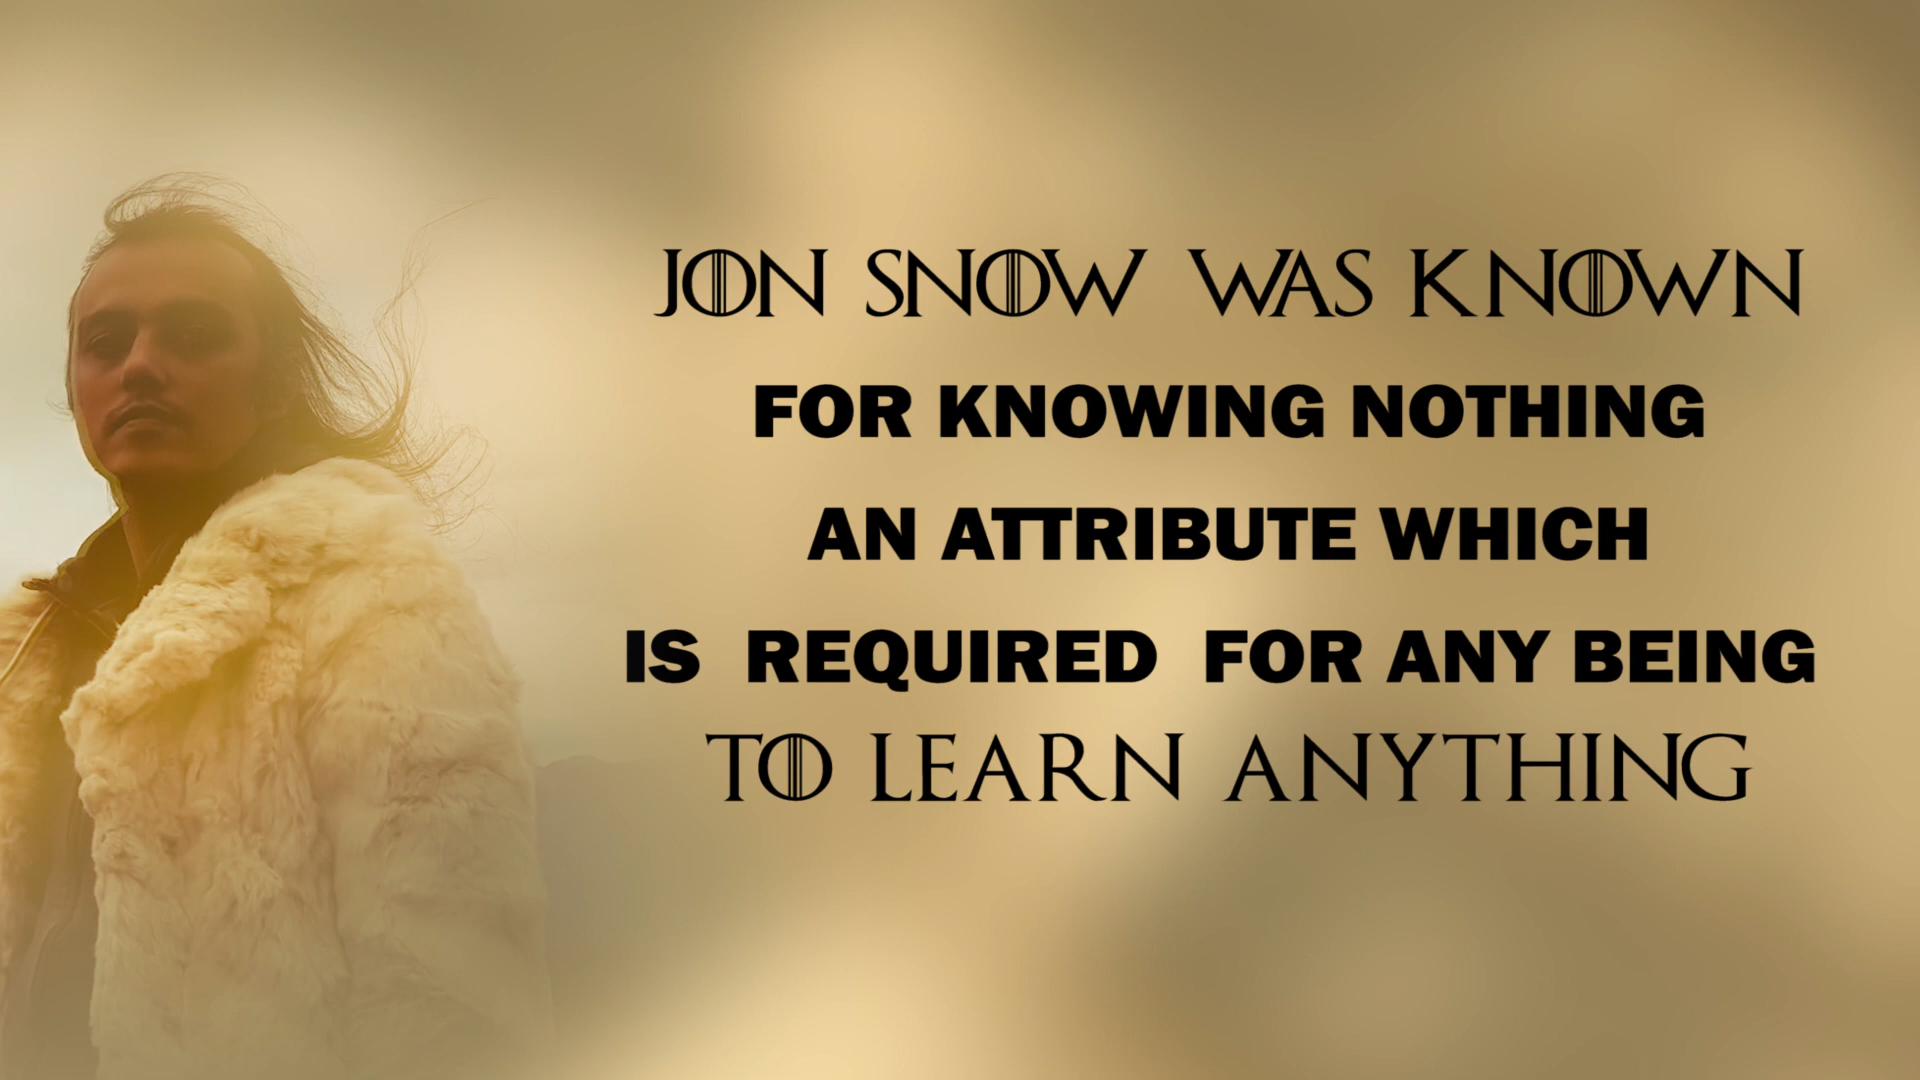 JON SNOW WAS KNOWN
FOR KNOWING NOTHING
AN ATTRIBUTE WHICH
IS REQUIRED FOR ANY BEING
TO LEARN ANYTHING